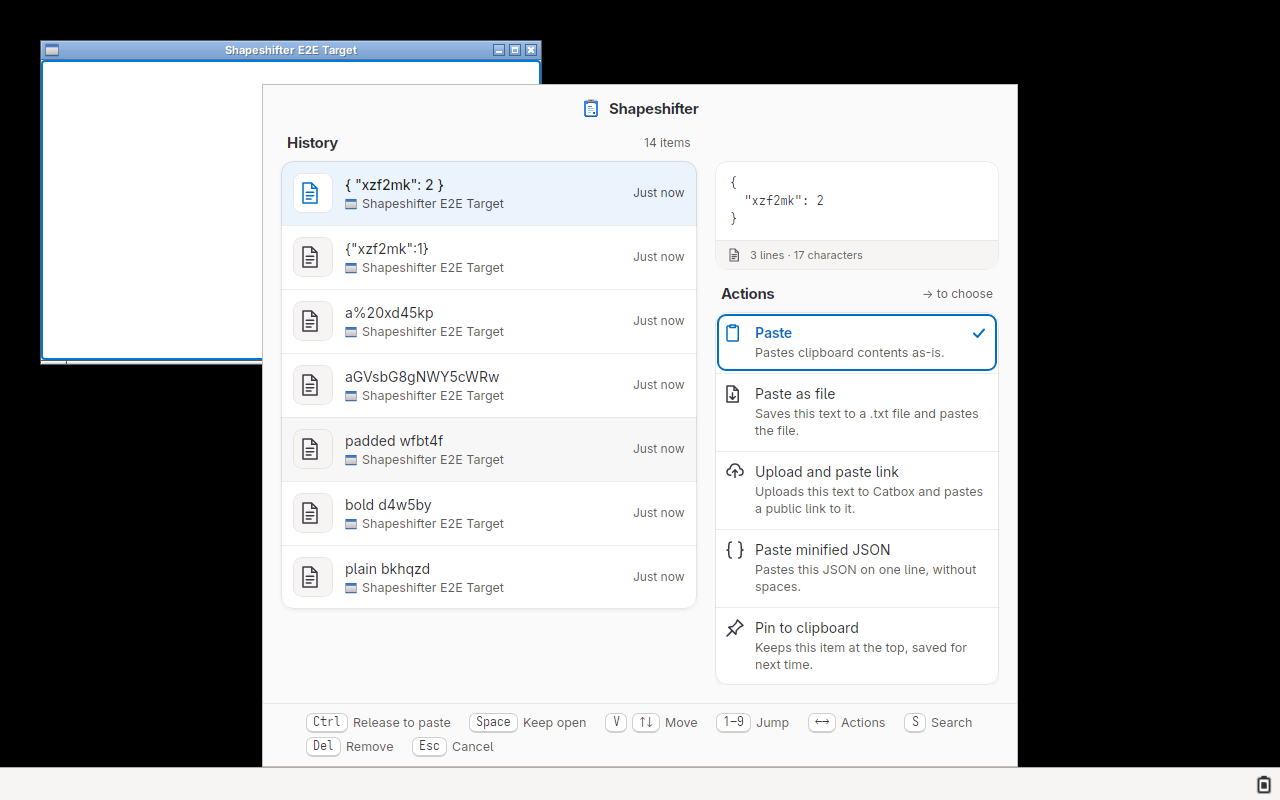 Shapeshifter E2E Target
Shapeshifter
History
14 items
{ "xzf2mk": 2 }
Shapeshifter E2E Target
Just now
{"xzf2mk":1}
Shapeshifter E2E Target
Just now
a%20xd45kp
Shapeshifter E2E Target
Just now
aGVsbG8gNWY5cWRw
Shapeshifter E2E Target
Just now
padded wfbt4f
Shapeshifter E2E Target
Just now
bold d4w5by
Shapeshifter E2E Target
Just now
plain bkhqzd
Shapeshifter E2E Target
Just now
{
"xzf2mk": 2
}
3 lines · 17 characters
Actions
→ to choose
Paste
Pastes clipboard contents as-is.
Paste as file
Saves this text to a .txt file and pastes
the file.
Upload and paste link
Uploads this text to Catbox and pastes
a public link to it.
Paste minified JSON
Pastes this JSON on one line, without
spaces.
Pin to clipboard
Keeps this item at the top, saved for
next time.
Ctrl Release to paste Space Keep open V ↑↓ Move 1–9 Jump ↔ Actions S Search
Del Remove Esc Cancel